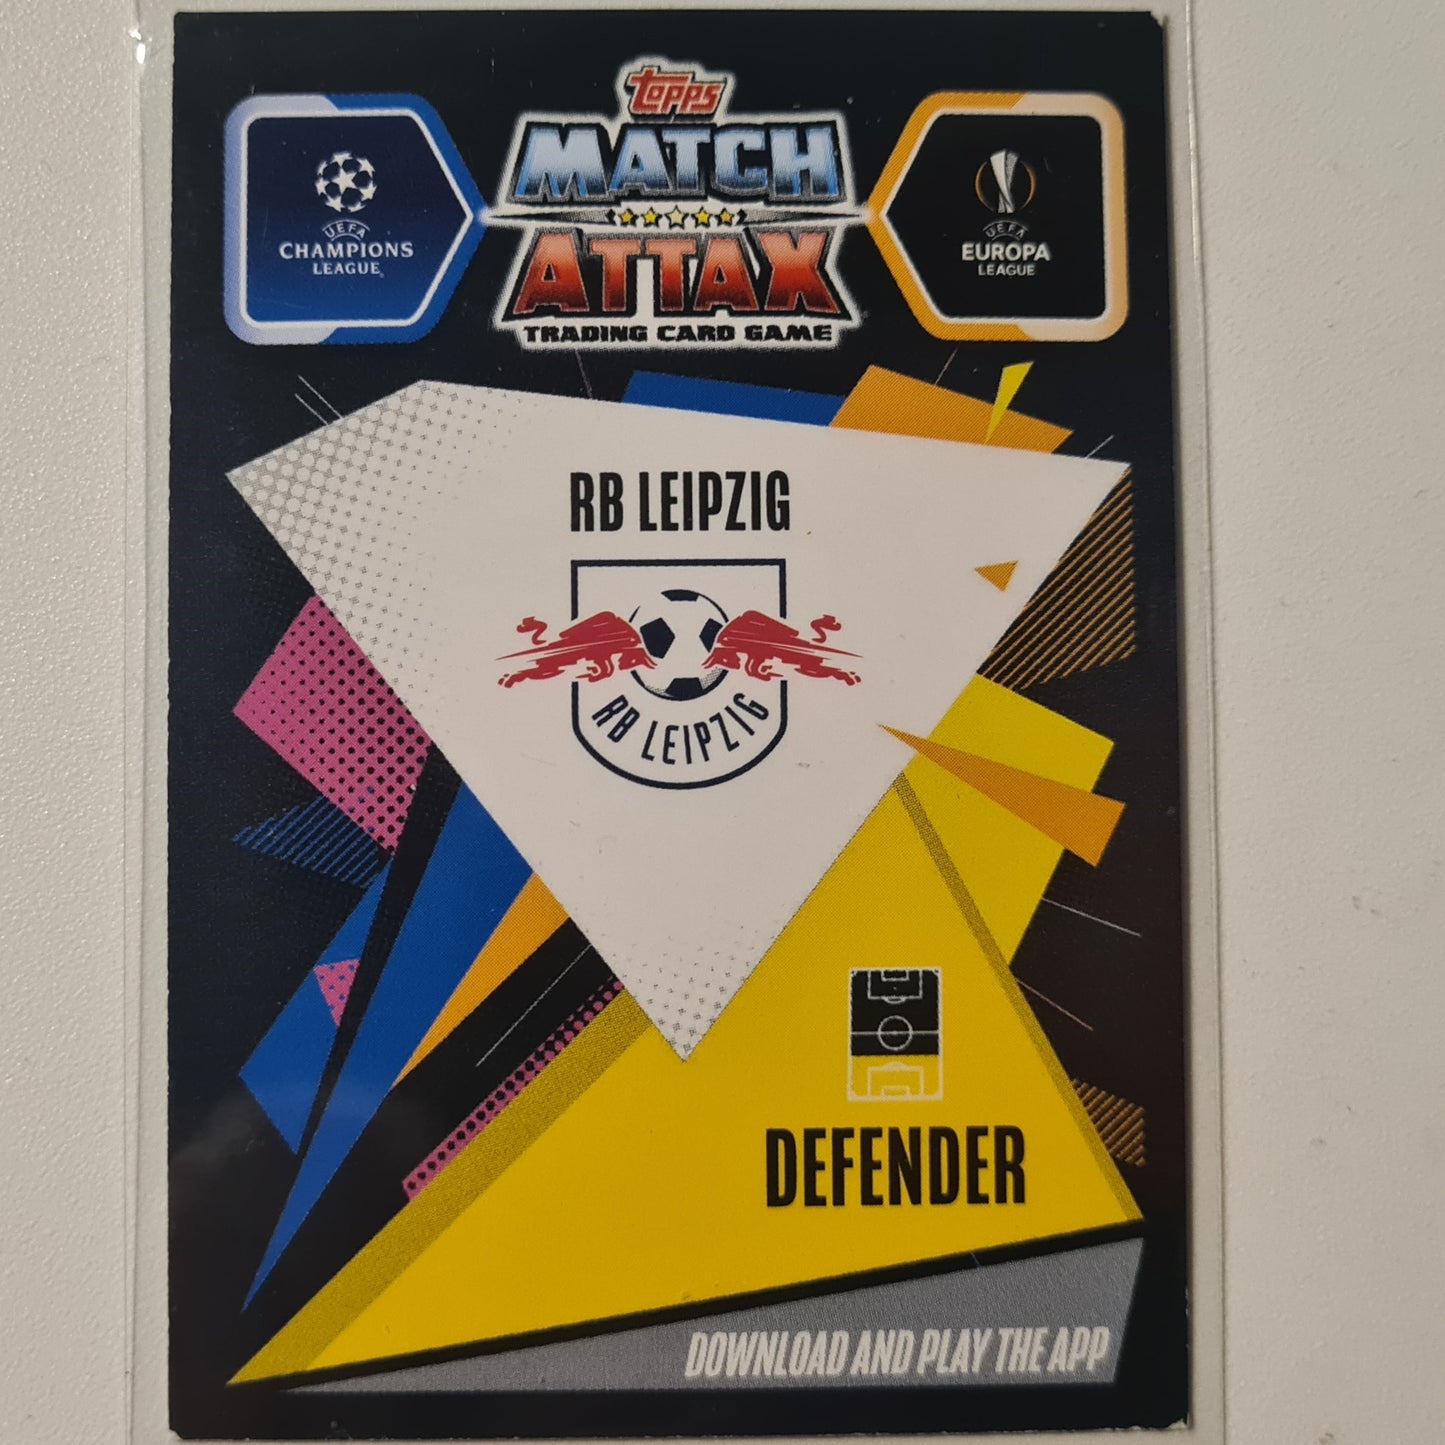 TOPPS
MATCH
ATTAX
TRADING CARD GAME
UEFA
CHAMPIONS
LEAGUE
UEFA
EUROPA
LEAGUE
RB LEIPZIG
RB LEIPZIG
DEFENDER
DOWNLOAD AND PLAY THE APP